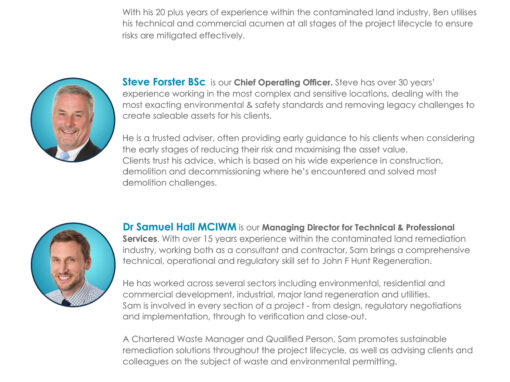 With his 20 plus years of experience within the contaminated land industry, Ben utilises
his technical and commercial acumen at all stages of the project lifecycle to ensure
risks are mitigated effectively.
Steve Forster BSc is our Chief Operating Officer. Steve has over 30 years'
experience working in the most complex and sensitive locations, dealing with the
most exacting environmental & safety standards and removing legacy challenges to
create saleable assets for his clients.
He is a trusted adviser, often providing early guidance to his clients when considering
the early stages of reducing their risk and maximising the asset value.
Clients trust his advice, which is based on his wide experience in construction,
demolition and decommissioning where he's encountered and solved most
demolition challenges.
Dr Samuel Hall MCIWM is our Managing Director for Technical & Professional
Services. With over 15 years experience within the contaminated land remediation
industry, working both as a consultant and contractor, Sam brings a comprehensive
technical, operational and regulatory skill set to John F Hunt Regeneration.
He has worked across several sectors including environmental, residential and
commercial development, industrial, major land regeneration and utilities.
Sam is involved in every section of a project - from design, regulatory negotiations
and implementation, through to verification and close-out.
A Chartered Waste Manager and Qualified Person, Sam promotes sustainable
remediation solutions throughout the project lifecycle, as well as advising clients and
colleagues on the subject of waste and environmental permitting.